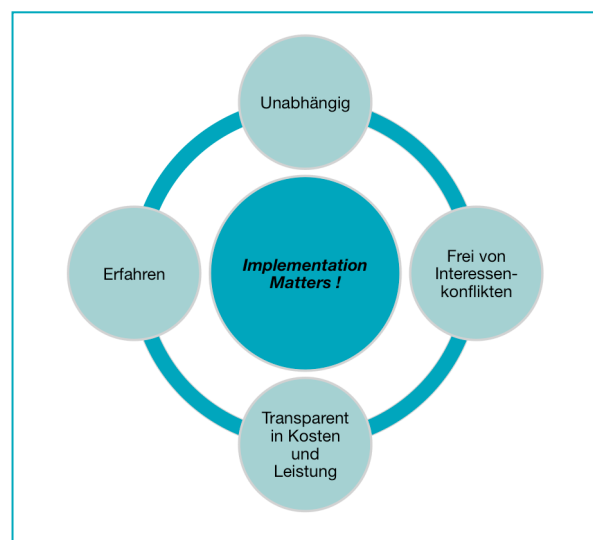 Unabhängig
Erfahren
Implementation
Matters !
Frei von
Interessen-
konflikten
Transparent
in Kosten
und
Leistung